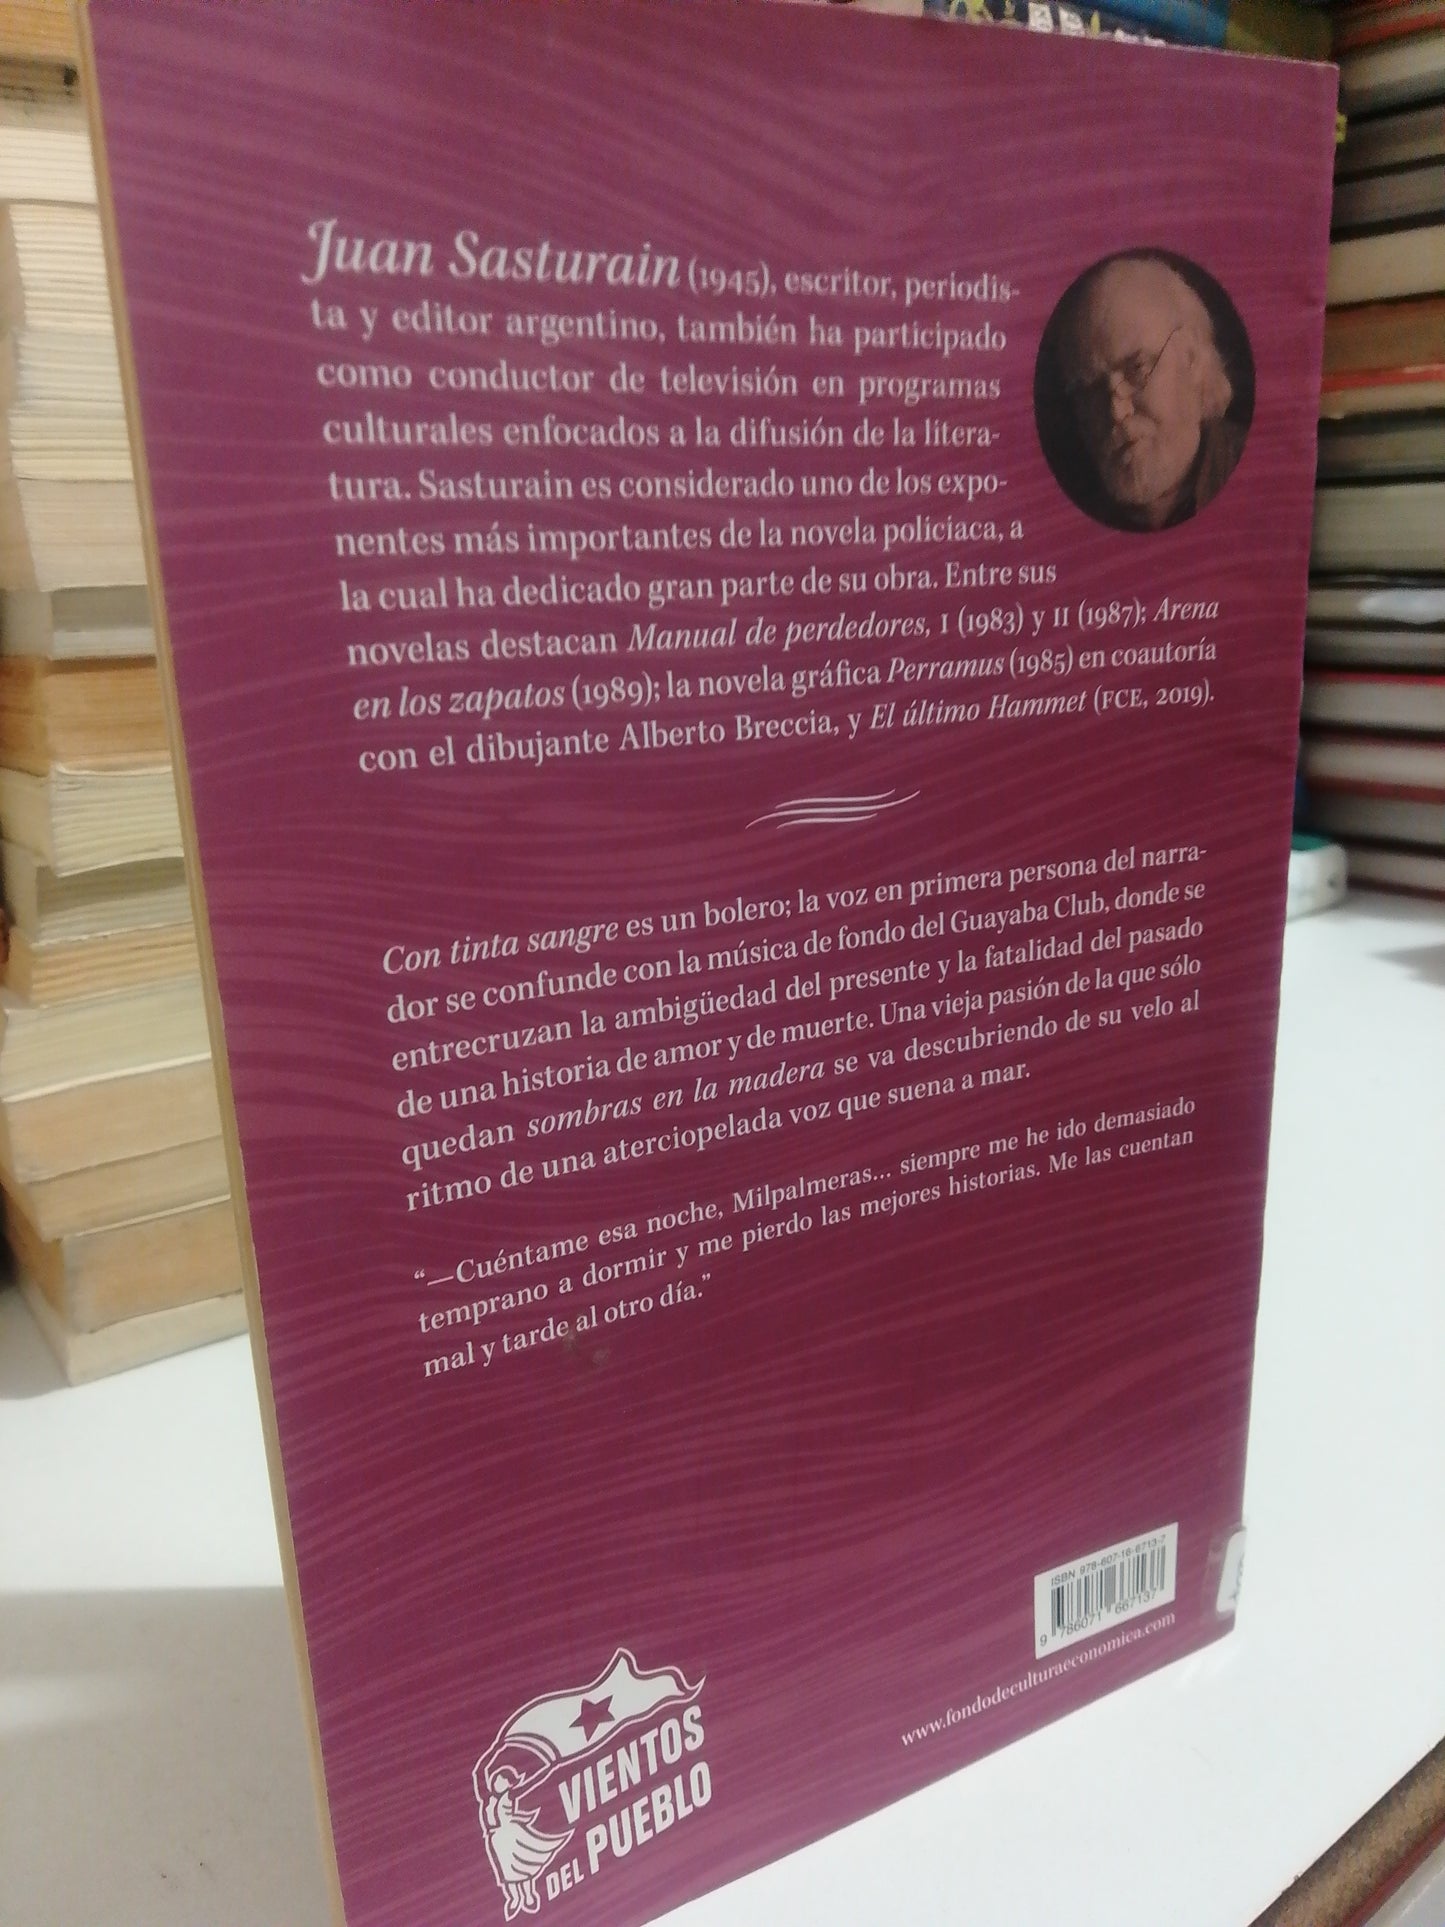 Juan Sasturain (1945), escritor, periodis-
ta y editor argentino, también ha participado
como conductor de televisión en programas
culturales enfocados a la difusión de la litera-
tura. Sasturain es considerado uno de los expo-
nentes más importantes de la novela policiaca, a
la cual ha dedicado gran parte de su obra. Entre sus
novelas destacan Manual de perdedores, I (1983) y II (1987); Arena
en los zapatos (1989); la novela gráfica Perramus (1985) en coautoría
con el dibujante Alberto Breccia, y El último Hammet (FCE, 2019).
Con tinta sangre es un bolero; la voz en primera persona del narra-
dor se confunde con la música de fondo del Guayaba Club, donde se
entrecruzan la ambigüedad del presente y la fatalidad del pasado
de una historia de amor y de muerte. Una vieja pasión de la que sólo
quedan sombras en la madera se va descubriendo de su velo al
ritmo de una aterciopelada voz que suena a mar.
“—Cuéntame esa noche, Milpalmeras... siempre me he ido demasiado
temprano a dormir y me pierdo las mejores historias. Me las cuentan
mal y tarde al otro día.”
ISBN 978-607-16-6713-7
9 786071 667137
www.fondodeculturaeconomica.com
VIENTOS
DEL PUEBLO